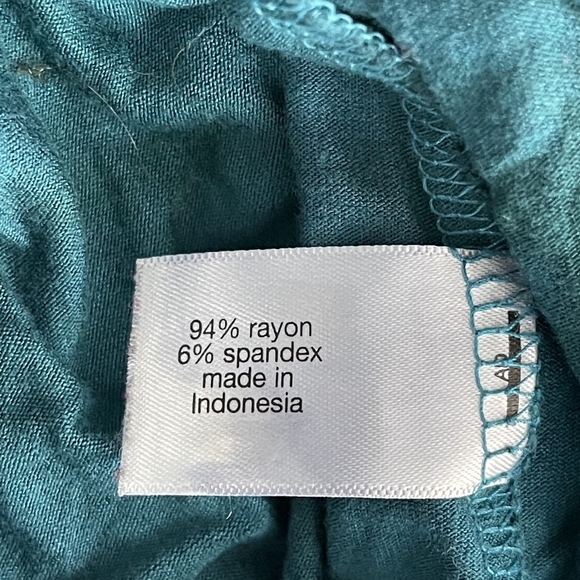 94% rayon
6% spandex
made in
Indonesia